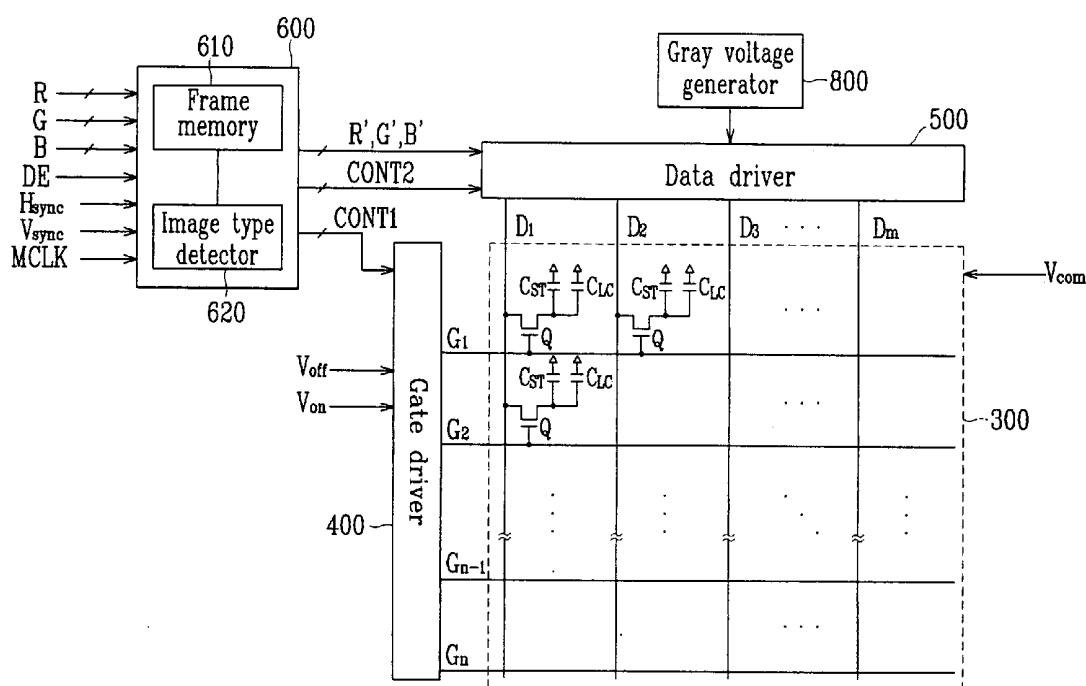 610
600
Frame
memory
Image type
detector
620
R
G
B
DE
Hsync
Vsync
MCLK
R',G',B'
CONT2
CONT1
Gray voltage
generator
800
500
Data driver
D1
D2
D3
. . .
Dm
Vcom
CST
CLC
CST
CLC
Q
Q
G1
CST
CLC
Q
G2
Voff
Von
Gate driver
400
300
Gn-1
Gn